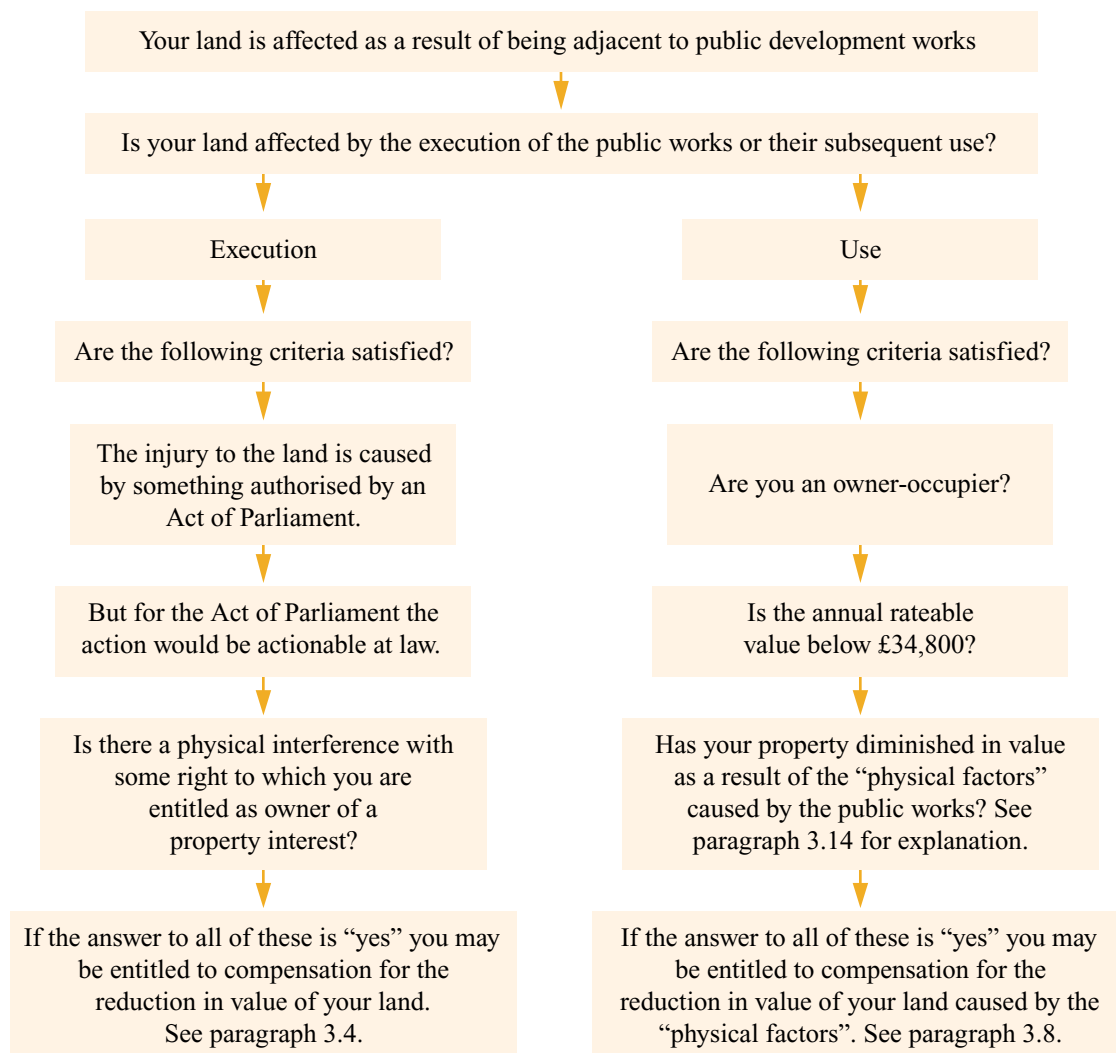 Your land is affected as a result of being adjacent to public development works
Is your land affected by the execution of the public works or their subsequent use?
Execution
Are the following criteria satisfied?
The injury to the land is caused
by something authorised by an
Act of Parliament.
But for the Act of Parliament the
action would be actionable at law.
Is there a physical interference with
some right to which you are
entitled as owner of a
property interest?
If the answer to all of these is “yes” you may
be entitled to compensation for the
reduction in value of your land.
See paragraph 3.4.
Use
Are the following criteria satisfied?
Are you an owner-occupier?
Is the annual rateable
value below £34,800?
Has your property diminished in value
as a result of the “physical factors”
caused by the public works? See
paragraph 3.14 for explanation.
If the answer to all of these is “yes” you may
be entitled to compensation for the
reduction in value of your land caused by the
“physical factors”. See paragraph 3.8.